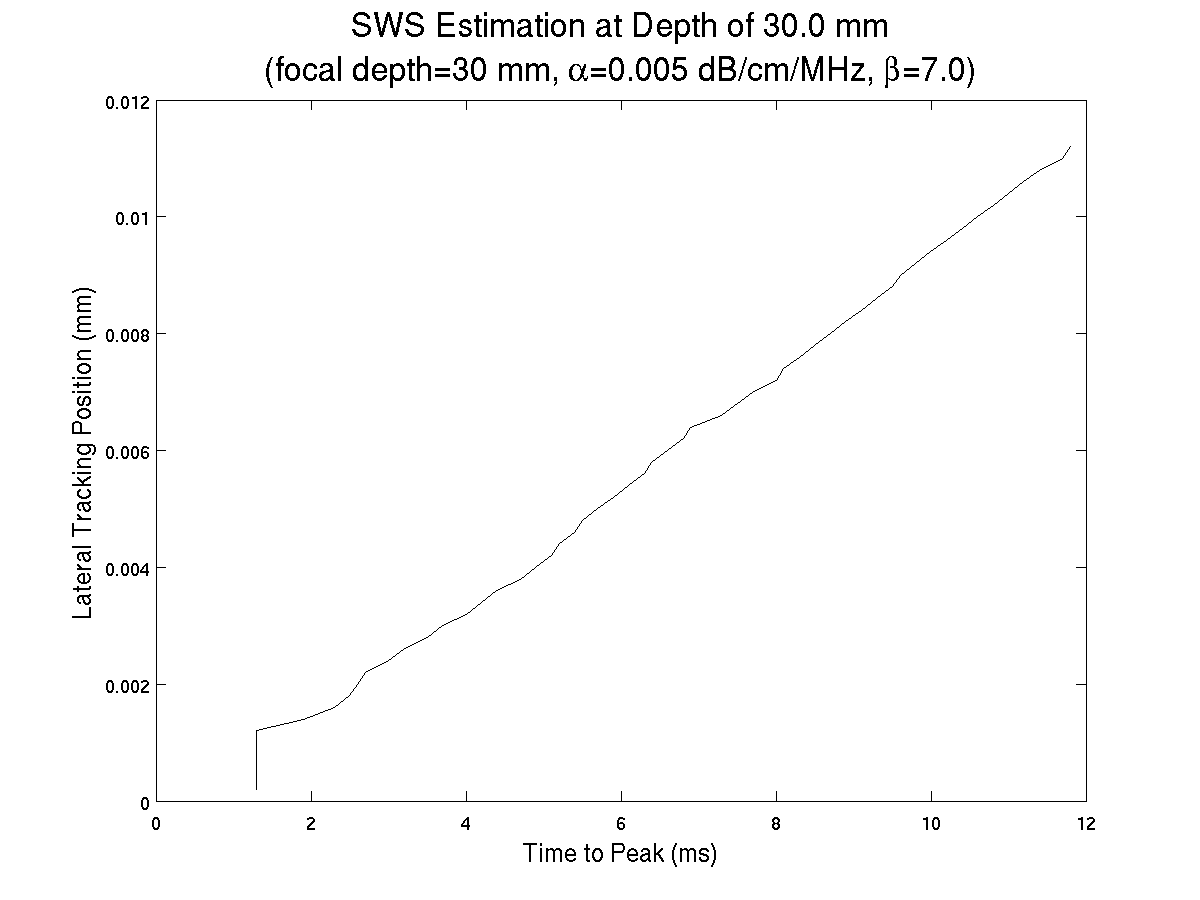 SWS Estimation at Depth of 30.0 mm
(focal depth=30 mm, α=0.005 dB/cm/MHz, β=7.0)
0.012
0.01
0.008
0.006
0.004
0.002
0
Lateral Tracking Position (mm)
0 2 4 6 8 10 12
Time to Peak (ms)